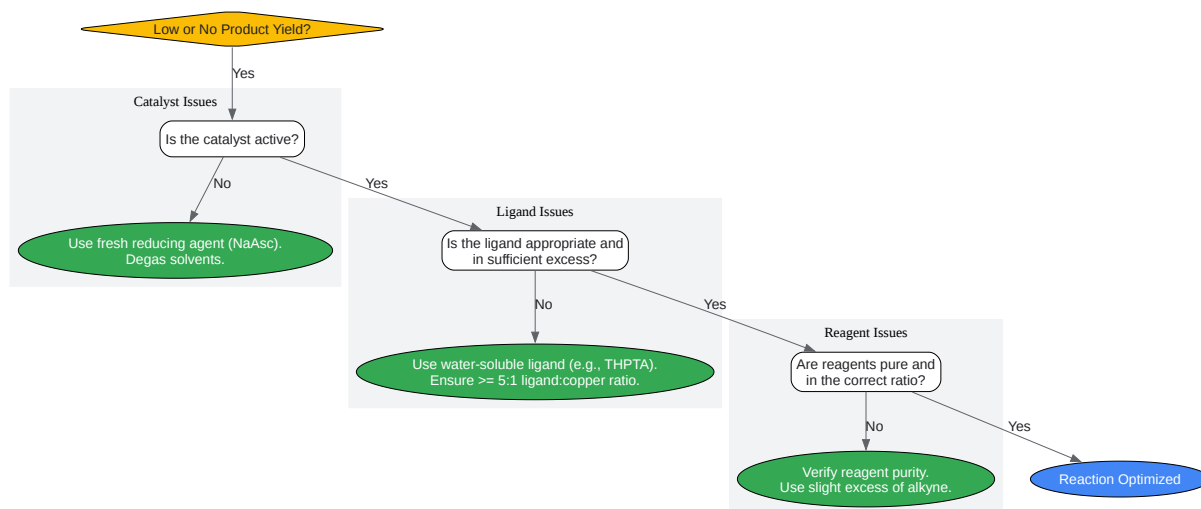 Low or No Product Yield?
Yes
Catalyst Issues
Is the catalyst active?
No
Yes
Use fresh reducing agent (NaAsc).
Degas solvents.
Ligand Issues
Is the ligand appropriate and
in sufficient excess?
No
Yes
Use water-soluble ligand (e.g., THPTA).
Ensure >= 5:1 ligand:copper ratio.
Reagent Issues
Are reagents pure and
in the correct ratio?
No
Yes
Verify reagent purity.
Use slight excess of alkyne.
Reaction Optimized